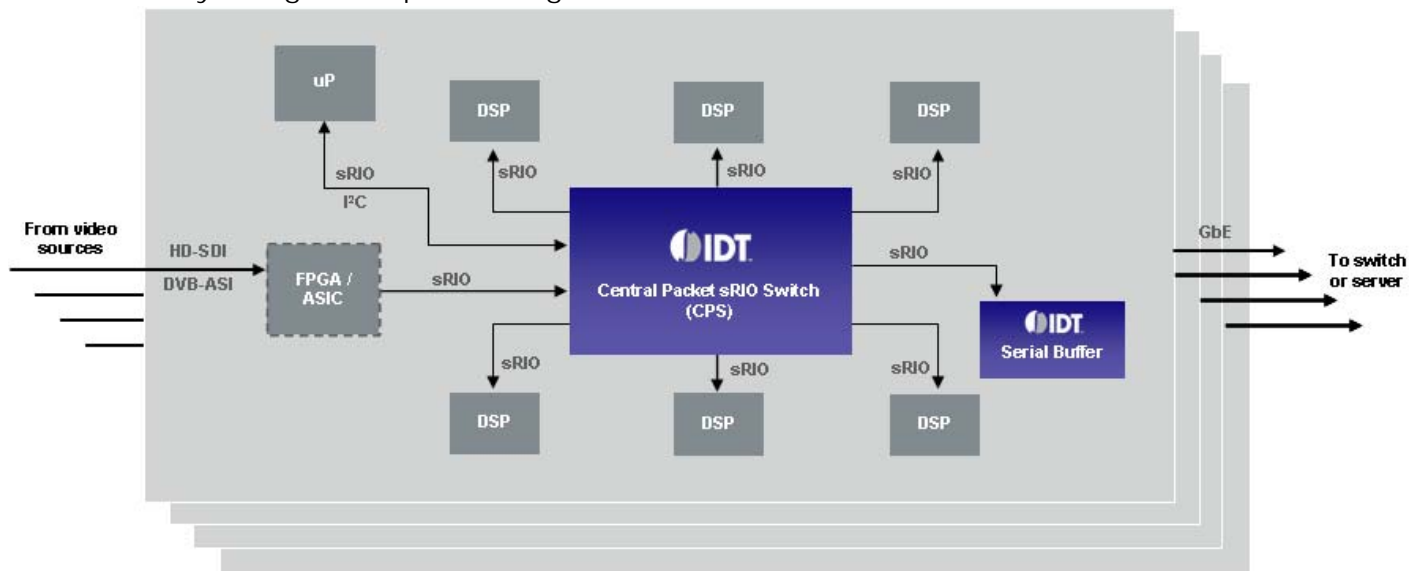 uP
DSP
DSP
DSP
sRIO
I²C
sRIO
sRIO
sRIO
From video
sources
HD-SDI
DVB-ASI
FPGA /
ASIC
sRIO
IDT
Central Packet sRIO Switch
(CPS)
sRIO
IDT
Serial Buffer
GbE
To switch
or server
sRIO
sRIO
sRIO
DSP
DSP
DSP